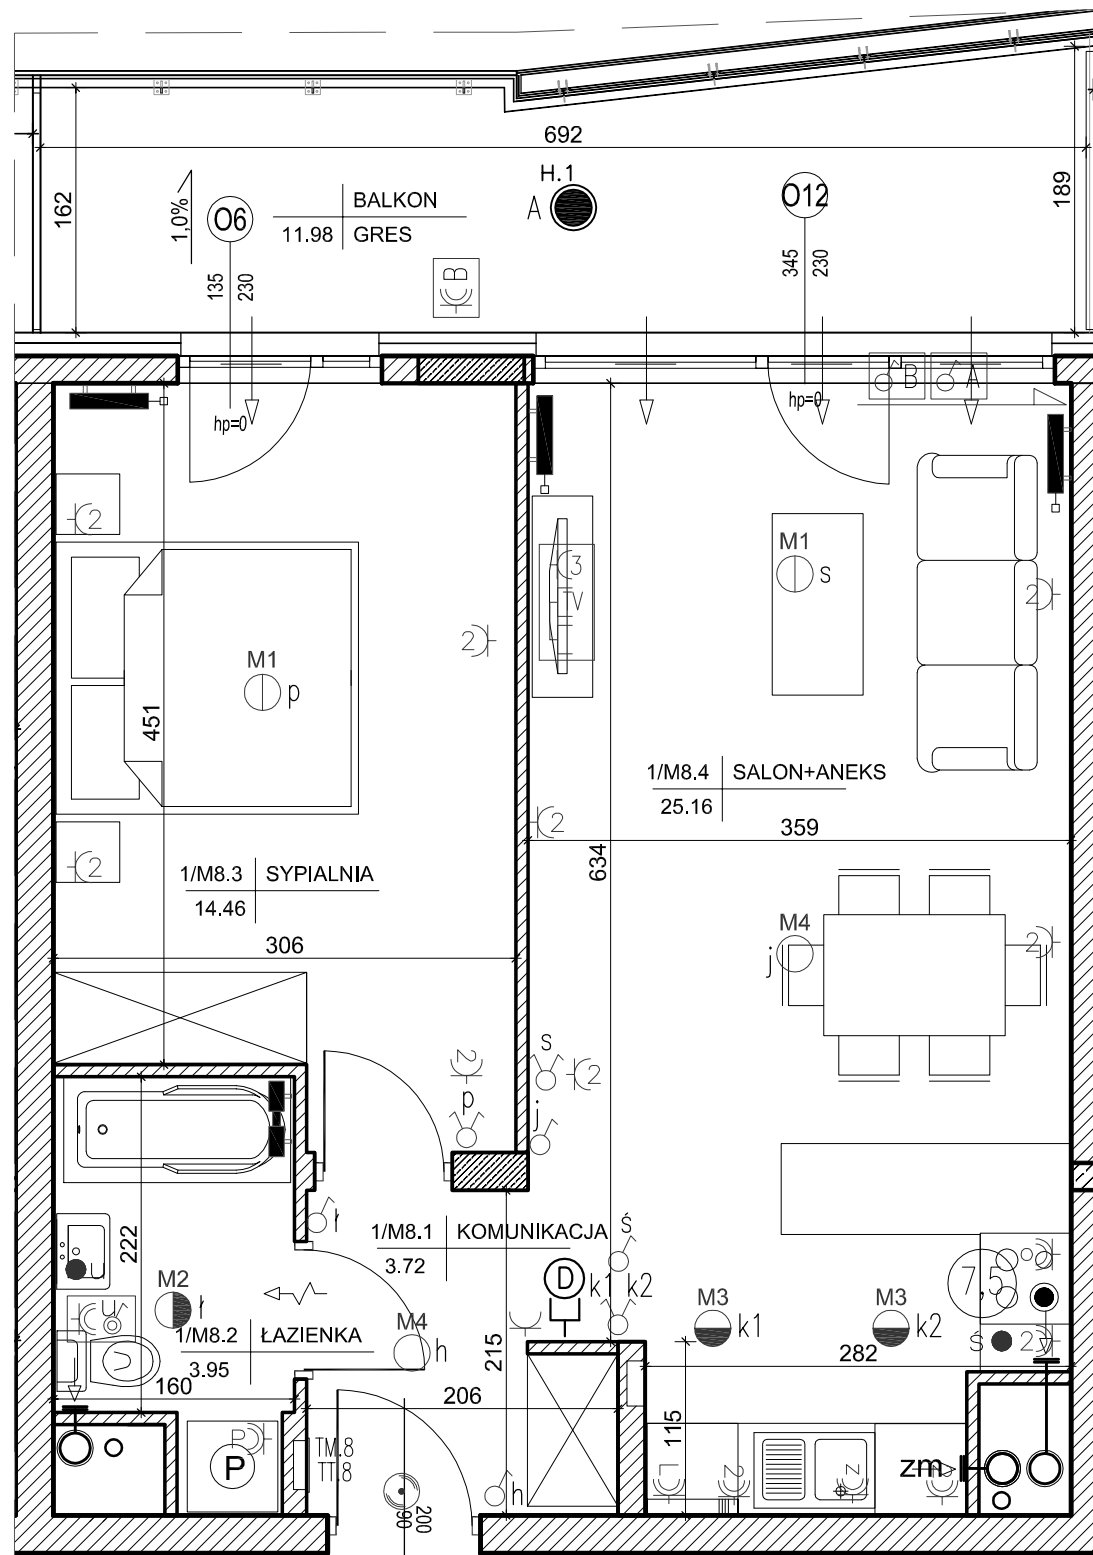 692
H.1
A
162
1,0%
O6
BALKON
11.98 GRES
O12
189
135
230
345
230
B
B
A
hp=0
hp=0
2
3
TV
M1
s
2
2
M1
p
451
1/M8.4 SALON+ANEKS
25.16
2
359
634
2
1/M8.3 SYPIALNIA
14.46
306
M4
j
2
s
2
2
p
j
222
ł
1/M8.1 KOMUNIKACJA
3.72
Ś
D
k1 k2
7,5
M2
ł
u
1/M8.2 ŁAZIENKA
3.95
M4
h
215
M3
k1
M3
k2
Ś
2
282
160
206
115
P
P
TM.8
TT.8
h
90
200
L
2
z
zm